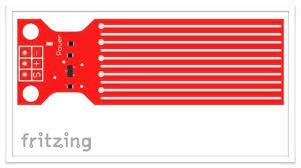 Power
S + -
fritzing